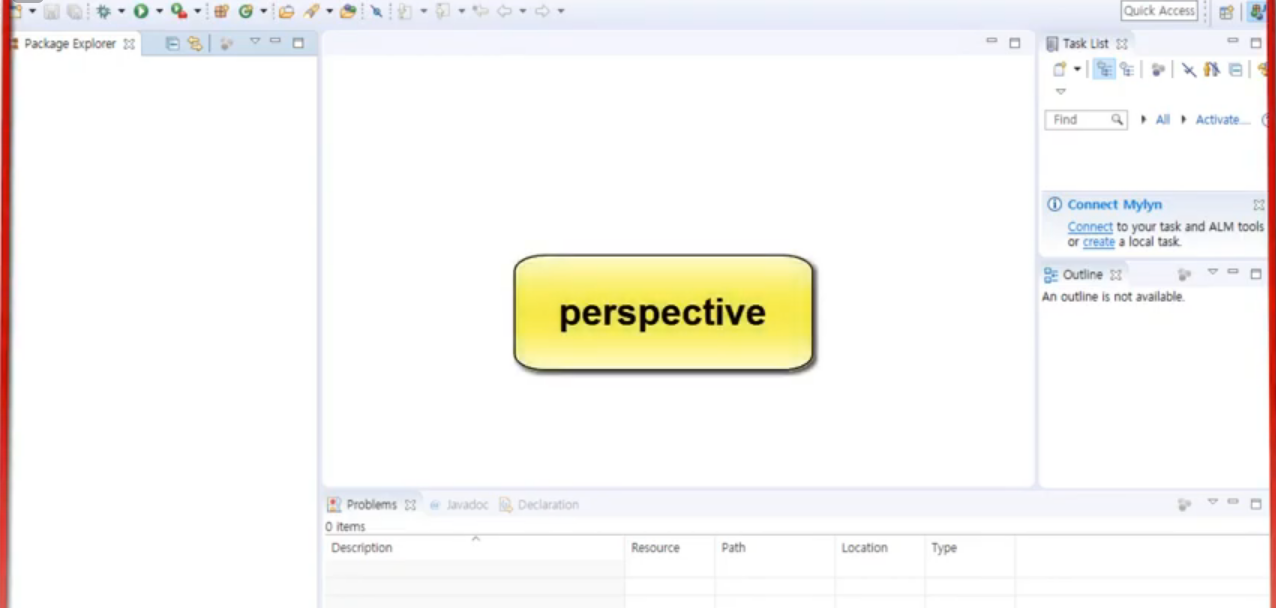 Quick Access
Package Explorer
Task List
Find
All
Activate...
Connect Mylyn
Connect to your task and ALM tools
or create a local task.
perspective
Outline
An outline is not available.
Problems
Javadoc
Declaration
0 items
Description
Resource
Path
Location
Type